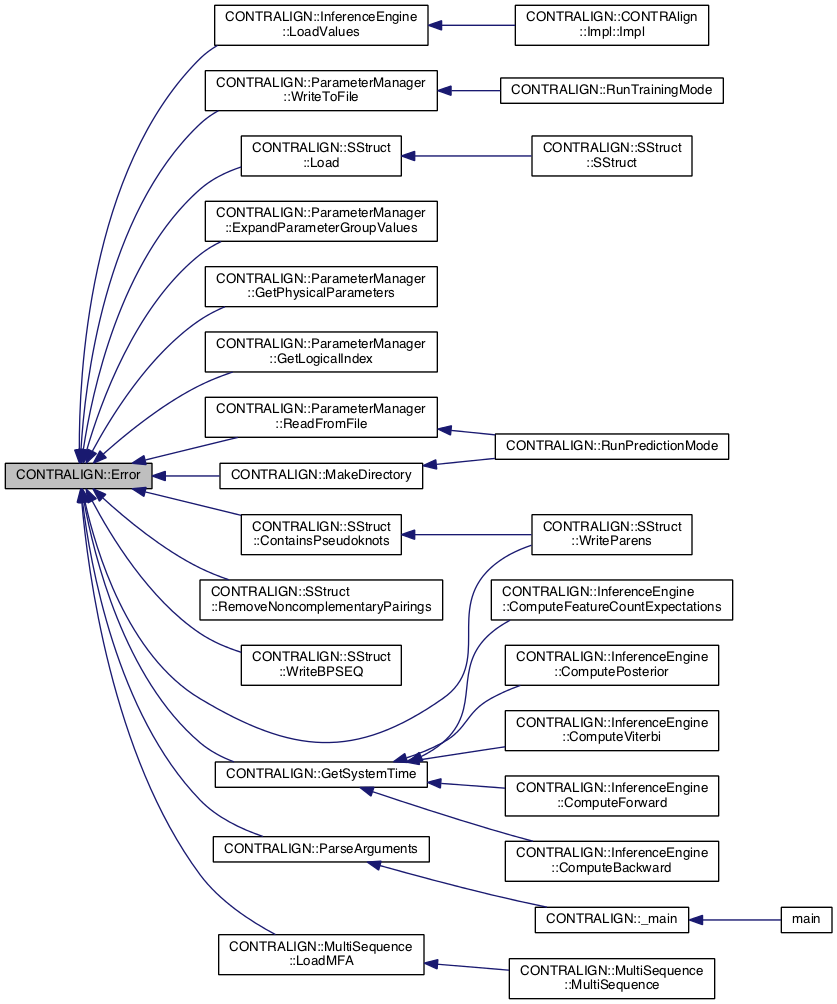 CONTRALIGN::InferenceEngine
::LoadValues
CONTRALIGN::CONTRAlign
::Impl::Impl
CONTRALIGN::ParameterManager
::WriteToFile
CONTRALIGN::RunTrainingMode
CONTRALIGN::SStruct
::Load
CONTRALIGN::SStruct
::SStruct
CONTRALIGN::ParameterManager
::ExpandParameterGroupValues
CONTRALIGN::ParameterManager
::GetPhysicalParameters
CONTRALIGN::ParameterManager
::GetLogicalIndex
CONTRALIGN::ParameterManager
::ReadFromFile
CONTRALIGN::RunPredictionMode
CONTRALIGN::Error
CONTRALIGN::MakeDirectory
CONTRALIGN::SStruct
::ContainsPseudoknots
CONTRALIGN::SStruct
::WriteParens
CONTRALIGN::SStruct
::RemoveNoncomplementaryPairings
CONTRALIGN::InferenceEngine
::ComputeFeatureCountExpectations
CONTRALIGN::SStruct
::WriteBPSEQ
CONTRALIGN::InferenceEngine
::ComputePosterior
CONTRALIGN::InferenceEngine
::ComputeViterbi
CONTRALIGN::GetSystemTime
CONTRALIGN::InferenceEngine
::ComputeForward
CONTRALIGN::ParseArguments
CONTRALIGN::InferenceEngine
::ComputeBackward
CONTRALIGN::_main
main
CONTRALIGN::MultiSequence
::LoadMFA
CONTRALIGN::MultiSequence
::MultiSequence